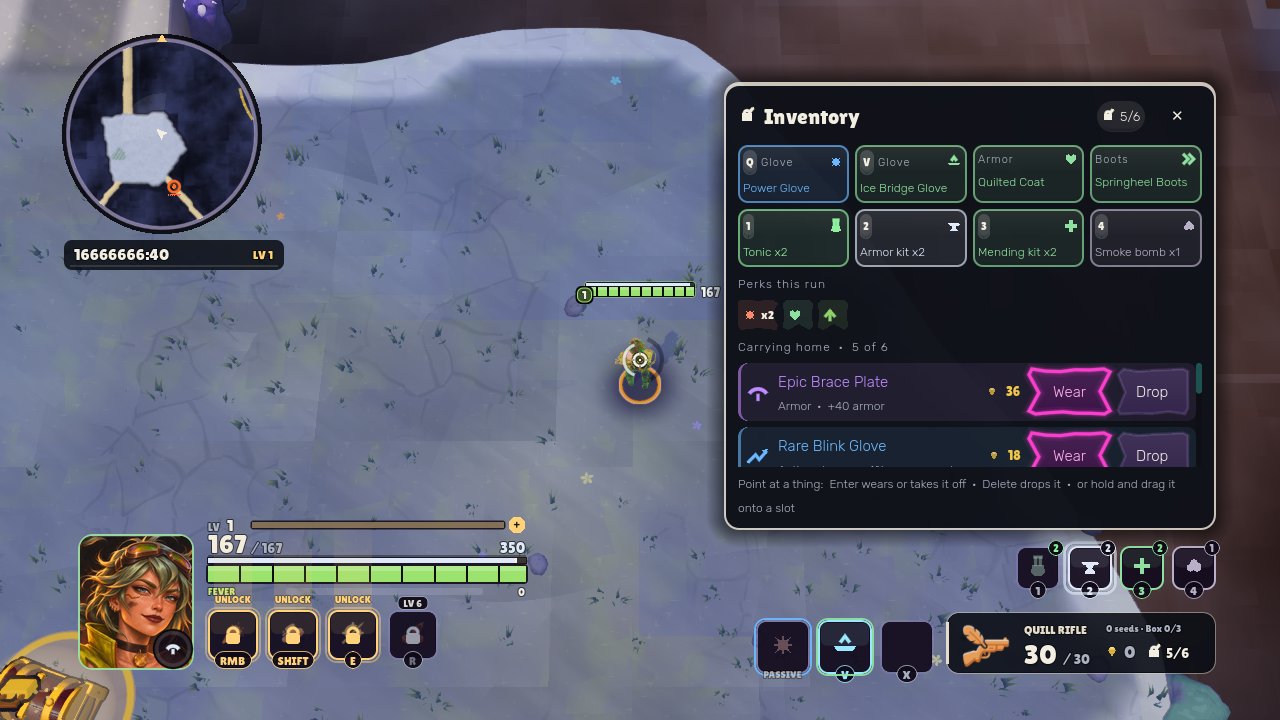 Inventory
5/6
×
Q Glove
Power Glove
V Glove
Ice Bridge Glove
Armor
Quilted Coat
Boots
Springheel Boots
1
Tonic x2
2
Armor kit x2
3
Mending kit x2
4
Smoke bomb x1
Perks this run
x2
Carrying home • 5 of 6
Epic Brace Plate
Armor • +40 armor
36
Wear
Drop
Rare Blink Glove
18
Wear
Drop
Point at a thing: Enter wears or takes it off • Delete drops it • or hold and drag it
onto a slot
16666666:40
LV 1
1
167
LV 1
167 / 167
350
FEVER
0
UNLOCK
UNLOCK
UNLOCK
LV 6
RMB
SHIFT
E
R
2
2
2
1
1
2
3
4
PASSIVE
V
X
QUILL RIFLE
0 seeds · Box 0/3
30 / 30
0
5/6